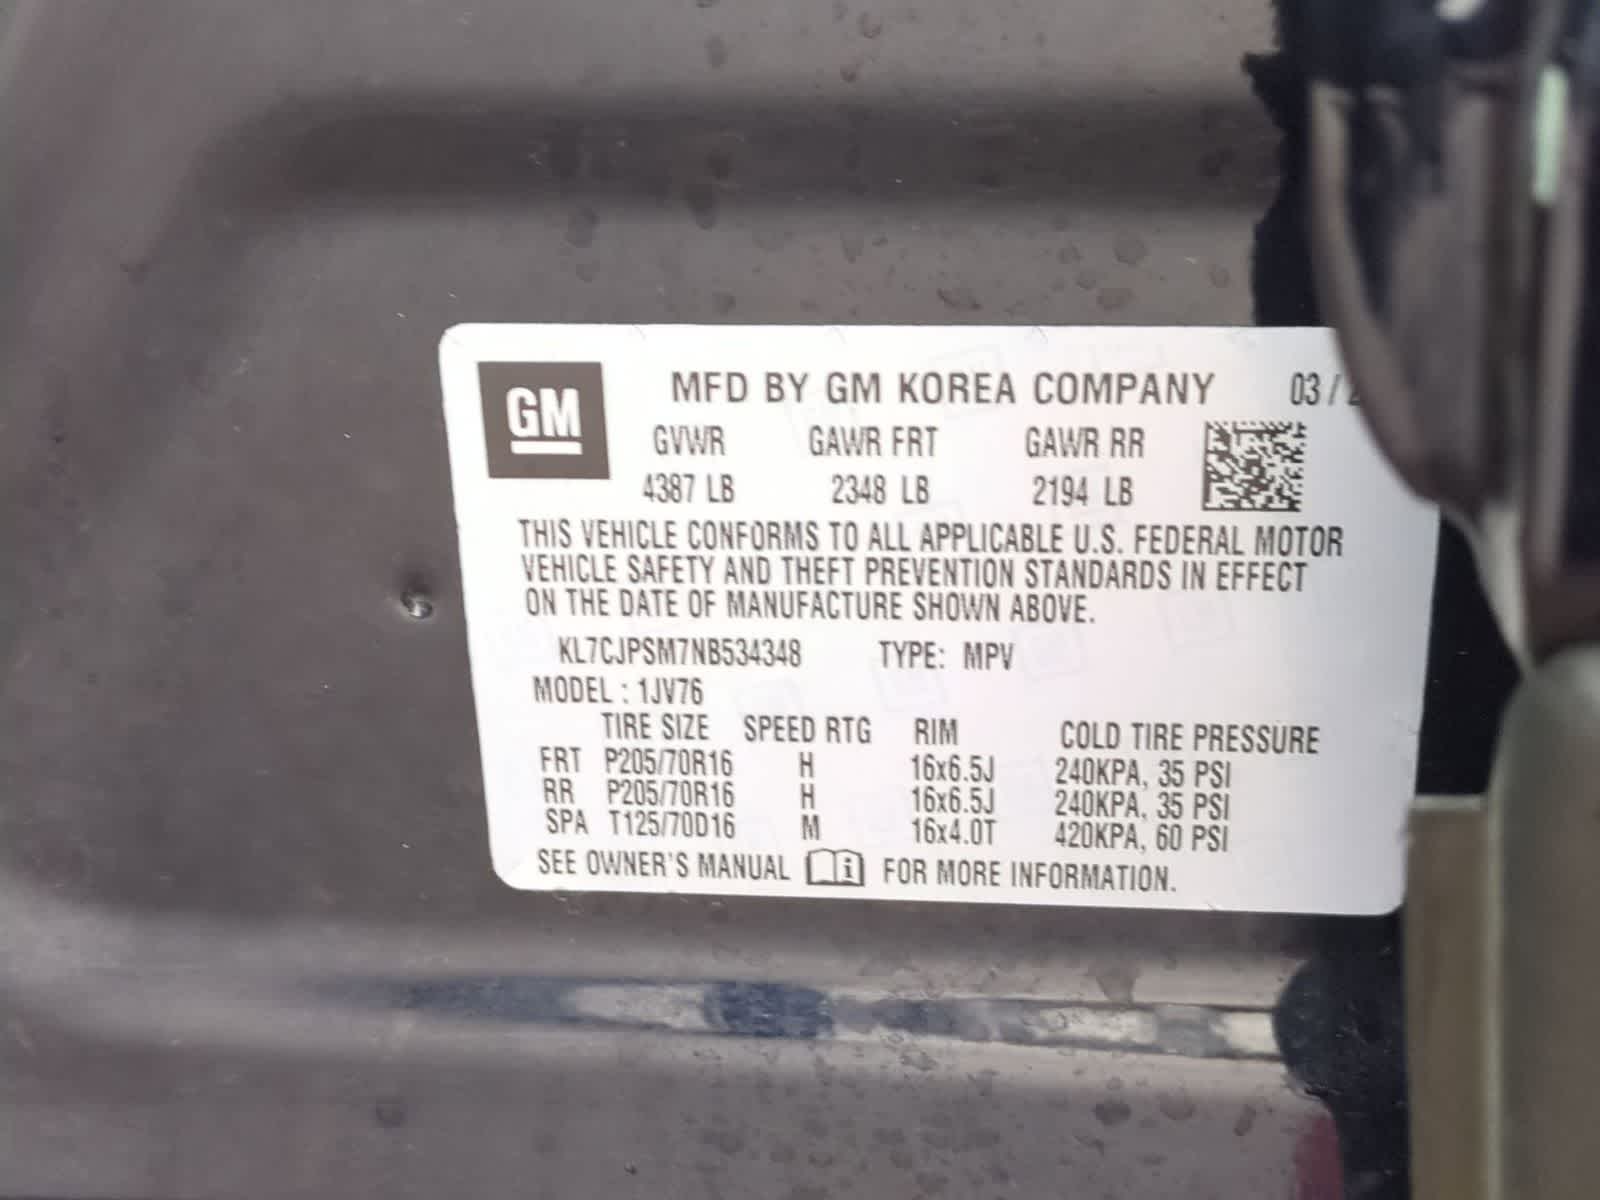 GM
MFD BY GM KOREA COMPANY 03/2
GVWR GAWR FRT GAWR RR
4387 LB 2348 LB 2194 LB
THIS VEHICLE CONFORMS TO ALL APPLICABLE U.S. FEDERAL MOTOR
VEHICLE SAFETY AND THEFT PREVENTION STANDARDS IN EFFECT
ON THE DATE OF MANUFACTURE SHOWN ABOVE.
KL7CJPSM7NB534348 TYPE: MPV
MODEL : 1JV76
TIRE SIZE SPEED RTG RIM COLD TIRE PRESSURE
FRT P205/70R16 H 16x6.5J 240KPA, 35 PSI
RR P205/70R16 H 16x6.5J 240KPA, 35 PSI
SPA T125/70D16 M 16x4.0T 420KPA, 60 PSI
SEE OWNER'S MANUAL FOR MORE INFORMATION.